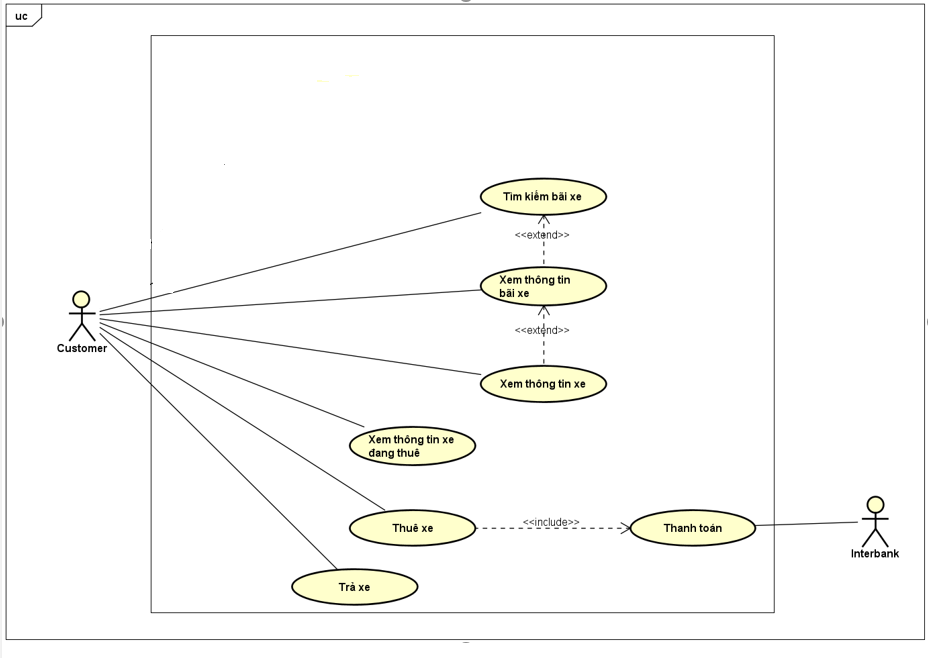 uc
Tìm kiếm bãi xe
<<extend>>
Xem thông tin
bãi xe
<<extend>>
Customer
Xem thông tin xe
Xem thông tin xe
đang thuê
Thuê xe
<<include>>
Thanh toán
Interbank
Trả xe